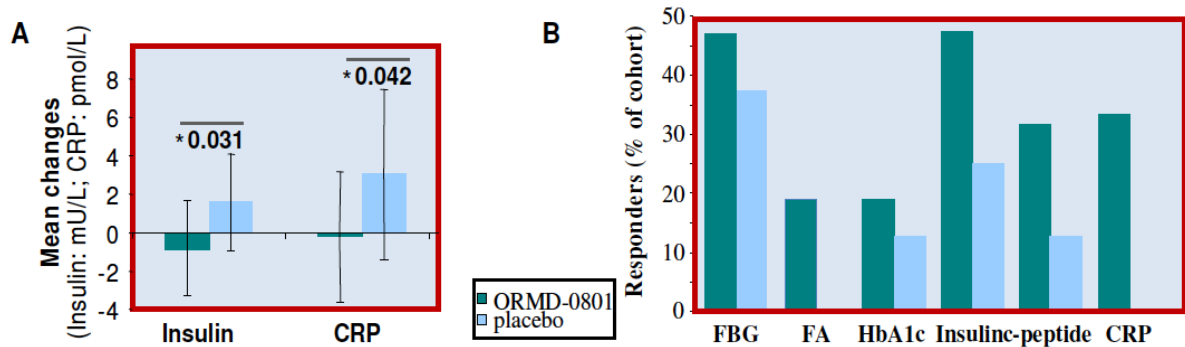 A
Mean changes
(Insulin: mU/L; CRP: pmol/L)
8
6
4
2
0
-2
-4
* 0.031
* 0.042
Insulin
CRP
ORMD-0801
placebo
B
Responders (% of cohort)
50
40
30
20
10
0
FBG
FA
HbA1c
Insulin
c-peptide
CRP